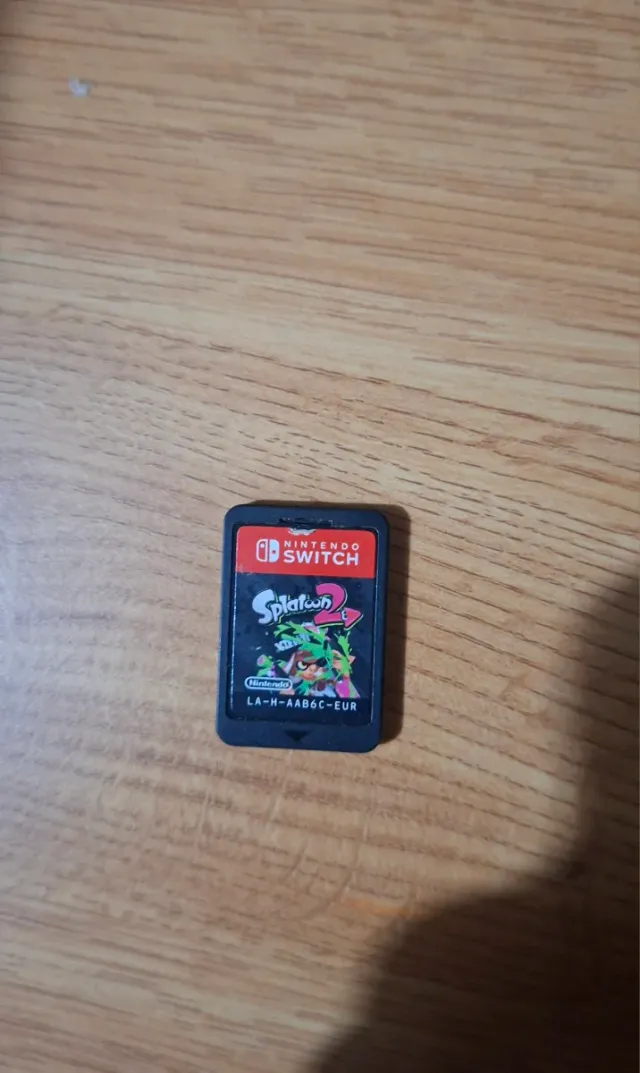 NINTENDO
SWITCH
Splatoon 2
Nintendo
LA-H-AAB6C-EUR